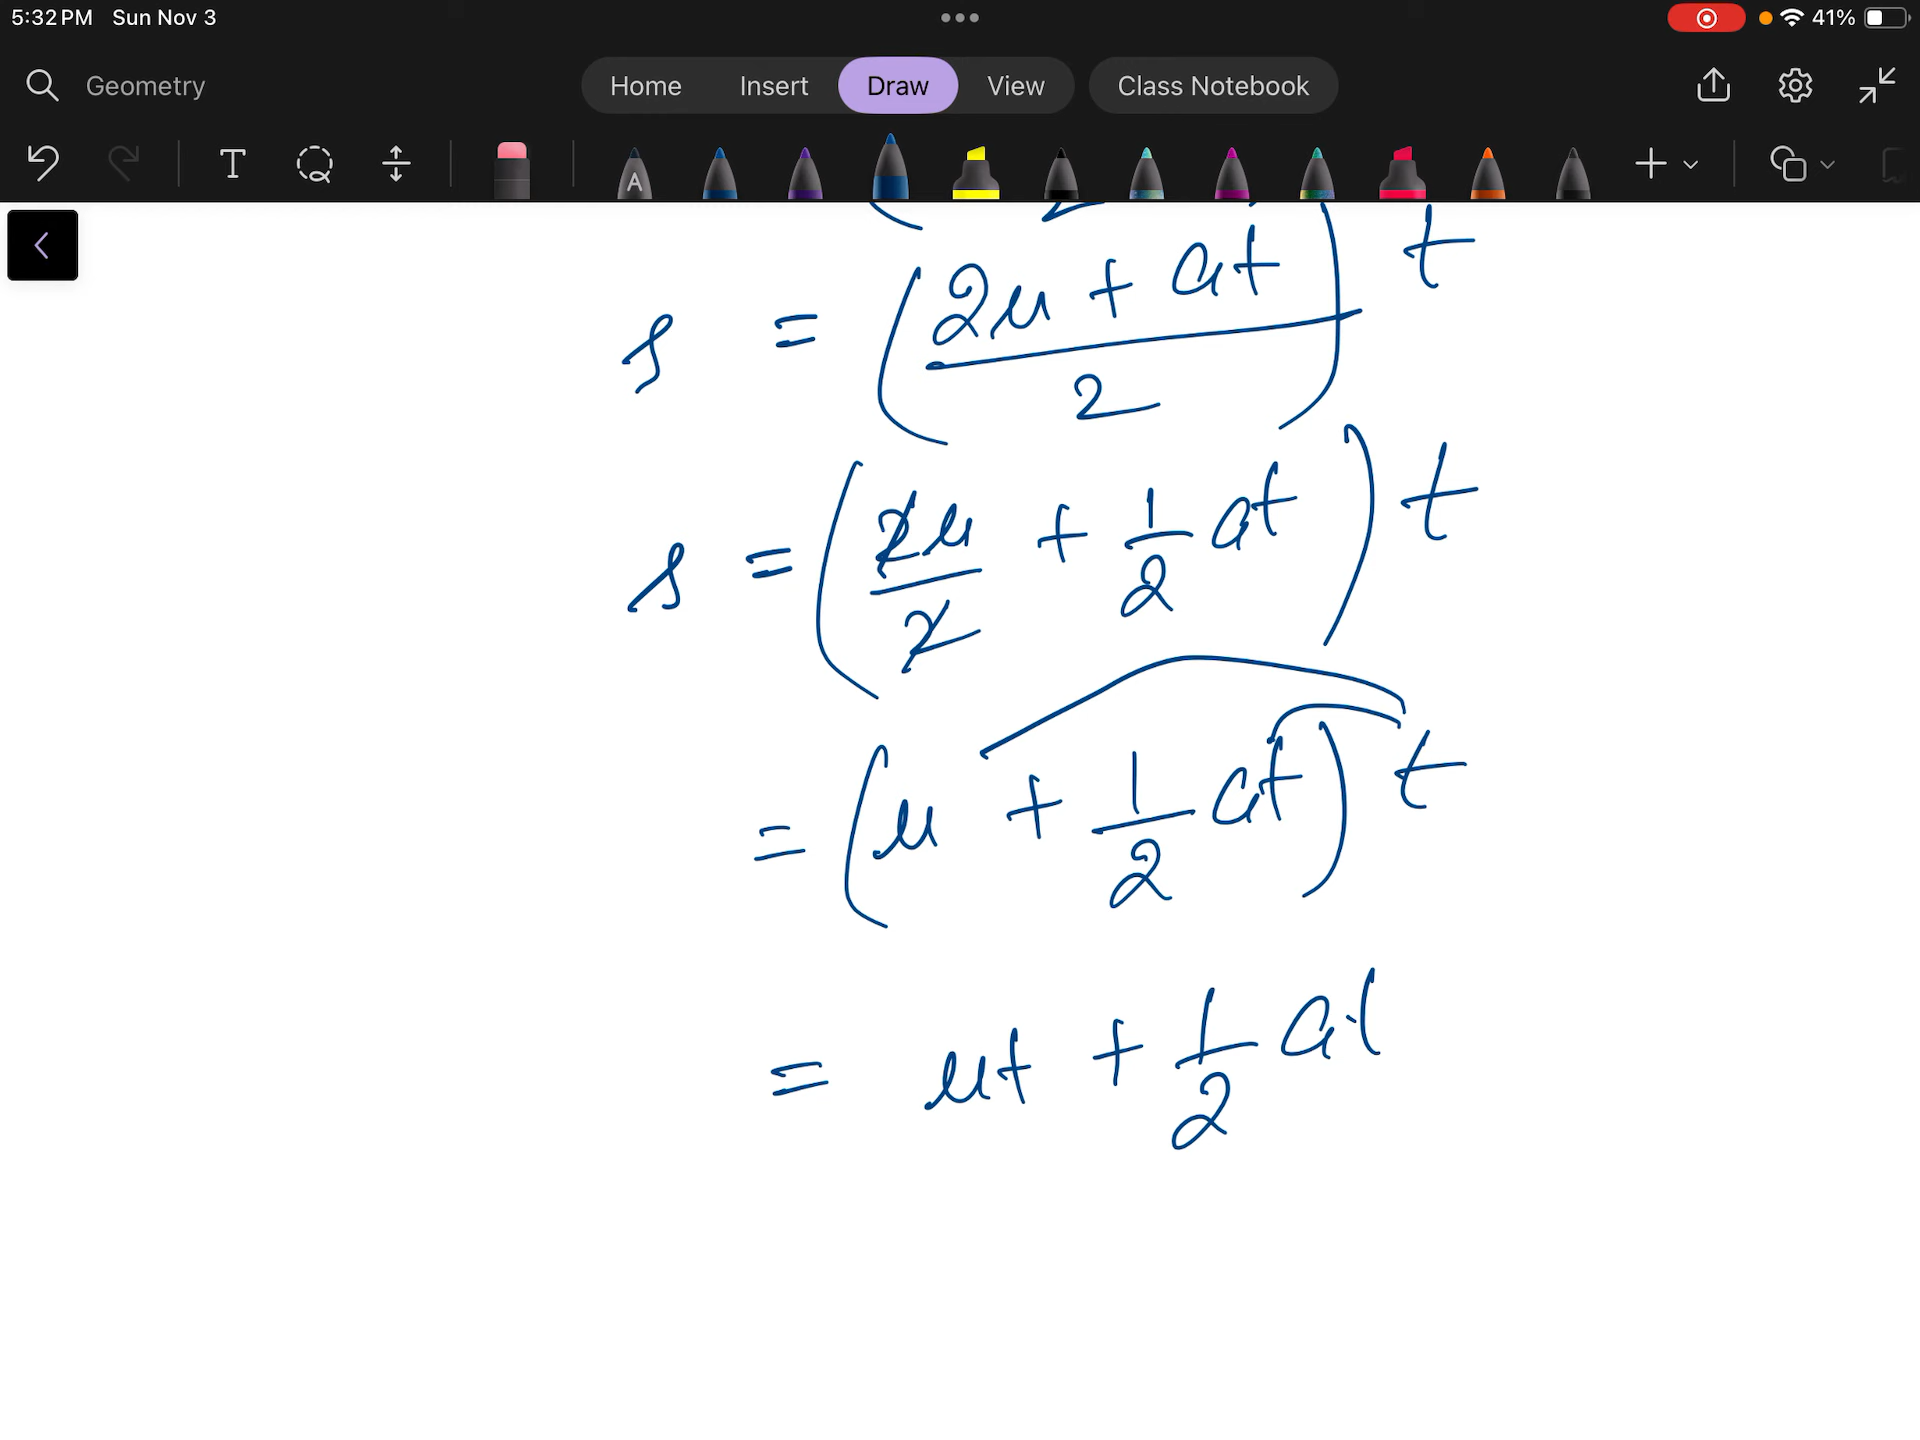 5:32 PM Sun Nov 3 41%
Geometry Home Insert Draw View Class Notebook
T A
s = (2u + at / 2) t
s = (2u / 2 + 1/2 at) t
= (u + 1/2 at) t
= ut + 1/2 at